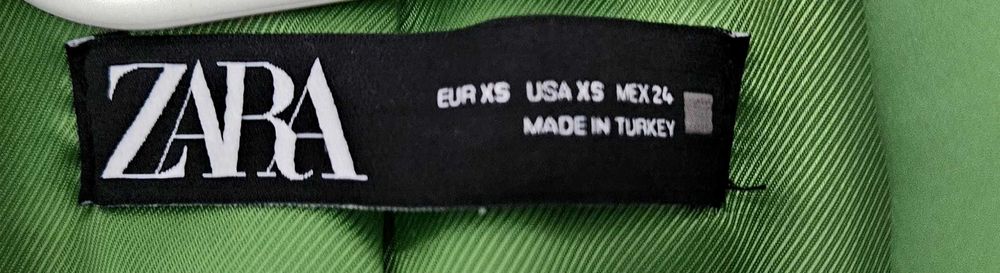 ZARA
EUR XS USA XS MEX 24
MADE IN TURKEY